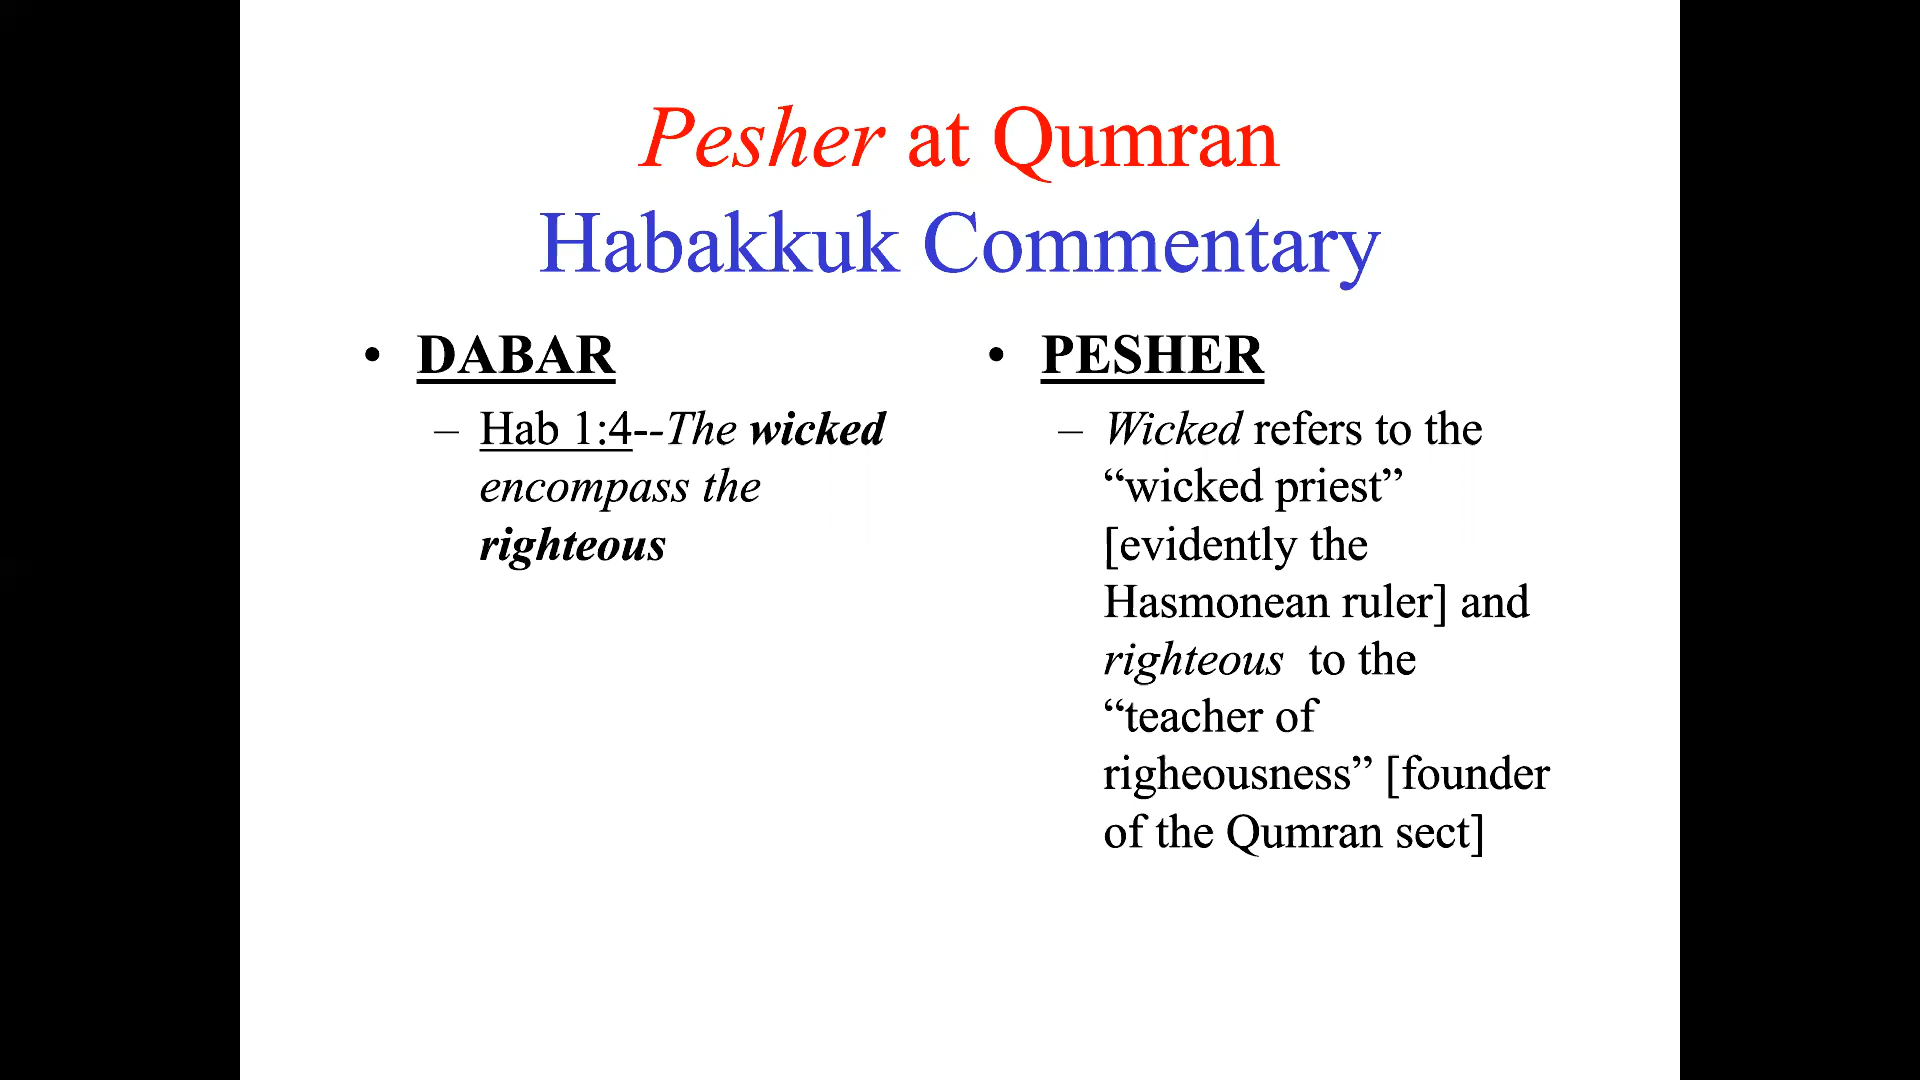 Pesher at Qumran
Habakkuk Commentary
• DABAR
– Hab 1:4--The wicked
encompass the
righteous
• PESHER
– Wicked refers to the
“wicked priest”
[evidently the
Hasmonean ruler] and
righteous to the
“teacher of
righeousness” [founder
of the Qumran sect]